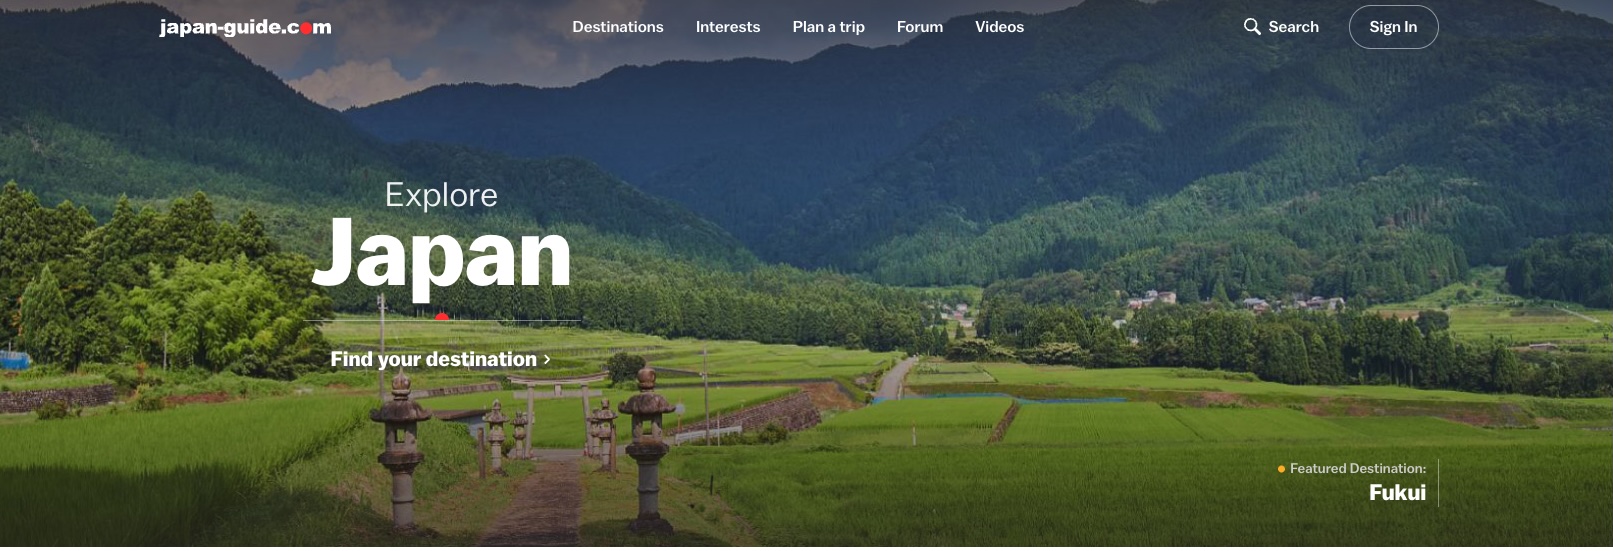 japan-guide.com
Destinations
Interests
Plan a trip
Forum
Videos
Search
Sign In
Explore
Japan
Find your destination ›
Featured Destination:
Fukui